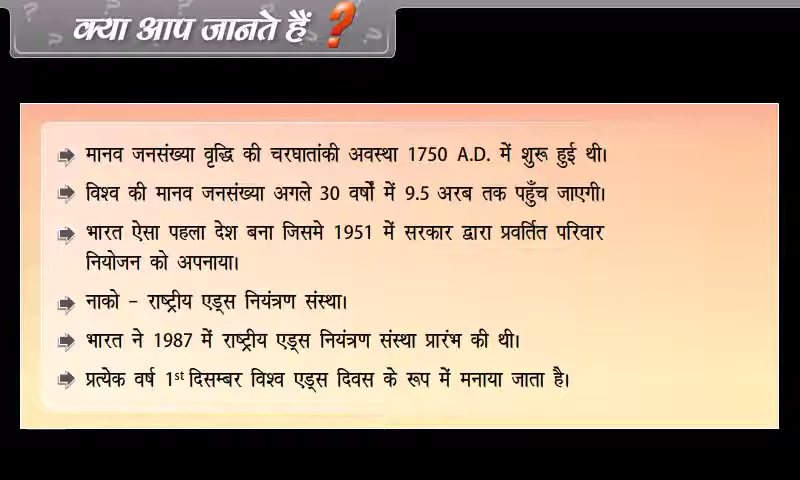 क्या आप जानते हैं ?
मानव जनसंख्या वृद्धि की चरघातांकी अवस्था 1750 A.D. में शुरू हुई थी।
विश्व की मानव जनसंख्या अगले 30 वर्षों में 9.5 अरब तक पहुँच जाएगी।
भारत ऐसा पहला देश बना जिसमे 1951 में सरकार द्वारा प्रवर्तित परिवार
नियोजन को अपनाया।
नाको – राष्ट्रीय एड्स नियंत्रण संस्था।
भारत ने 1987 में राष्ट्रीय एड्स नियंत्रण संस्था प्रारंभ की थी।
प्रत्येक वर्ष 1st दिसम्बर विश्व एड्स दिवस के रूप में मनाया जाता है।